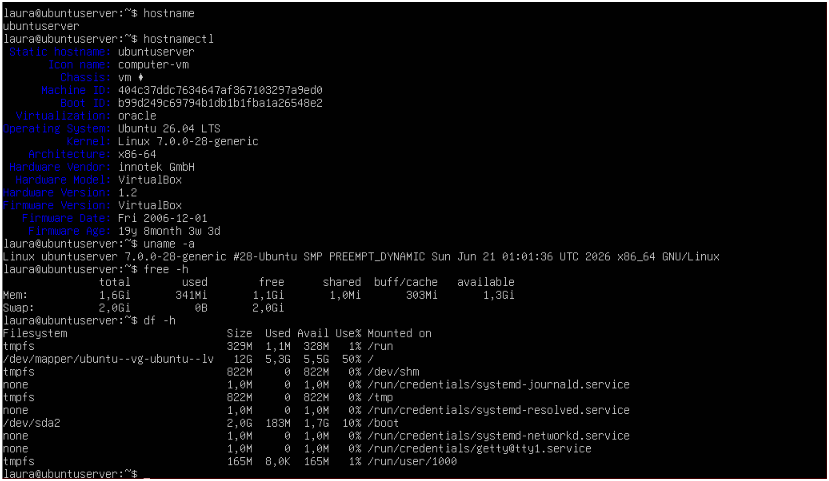 laura@ubuntuserver:~$ hostname
ubuntuserver
laura@ubuntuserver:~$ hostnamectl
 Static hostname: ubuntuserver
       Icon name: computer-vm
         Chassis: vm ♦
      Machine ID: 404c37ddc7634647af367103297a9ed0
         Boot ID: b99d249c69794b1db1b1fba1a26548e2
  Virtualization: oracle
Operating System: Ubuntu 26.04 LTS
          Kernel: Linux 7.0.0-28-generic
    Architecture: x86-64
 Hardware Vendor: innotek GmbH
  Hardware Model: VirtualBox
Hardware Version: 1.2
Firmware Version: VirtualBox
   Firmware Date: Fri 2006-12-01
    Firmware Age: 19y 8month 3w 3d
laura@ubuntuserver:~$ uname -a
Linux ubuntuserver 7.0.0-28-generic #28-Ubuntu SMP PREEMPT_DYNAMIC Sun Jun 21 01:01:36 UTC 2026 x86_64 GNU/Linux
laura@ubuntuserver:~$ free -h
               total        used        free      shared  buff/cache   available
Mem:           1,6Gi       341Mi       1,1Gi       1,0Mi       303Mi       1,3Gi
Swap:          2,0Gi          0B       2,0Gi
laura@ubuntuserver:~$ df -h
Filesystem                         Size  Used Avail Use% Mounted on
tmpfs                              329M  1,1M  328M   1% /run
/dev/mapper/ubuntu--vg-ubuntu--lv   12G  5,3G  5,5G  50% /
tmpfs                              822M     0  822M   0% /dev/shm
none                               1,0M     0  1,0M   0% /run/credentials/systemd-journald.service
tmpfs                              822M     0  822M   0% /tmp
none                               1,0M     0  1,0M   0% /run/credentials/systemd-resolved.service
/dev/sda2                          2,0G  183M  1,7G  10% /boot
none                               1,0M     0  1,0M   0% /run/credentials/systemd-networkd.service
none                               1,0M     0  1,0M   0% /run/credentials/getty@tty1.service
tmpfs                              165M  8,0K  165M   1% /run/user/1000
laura@ubuntuserver:~$ _